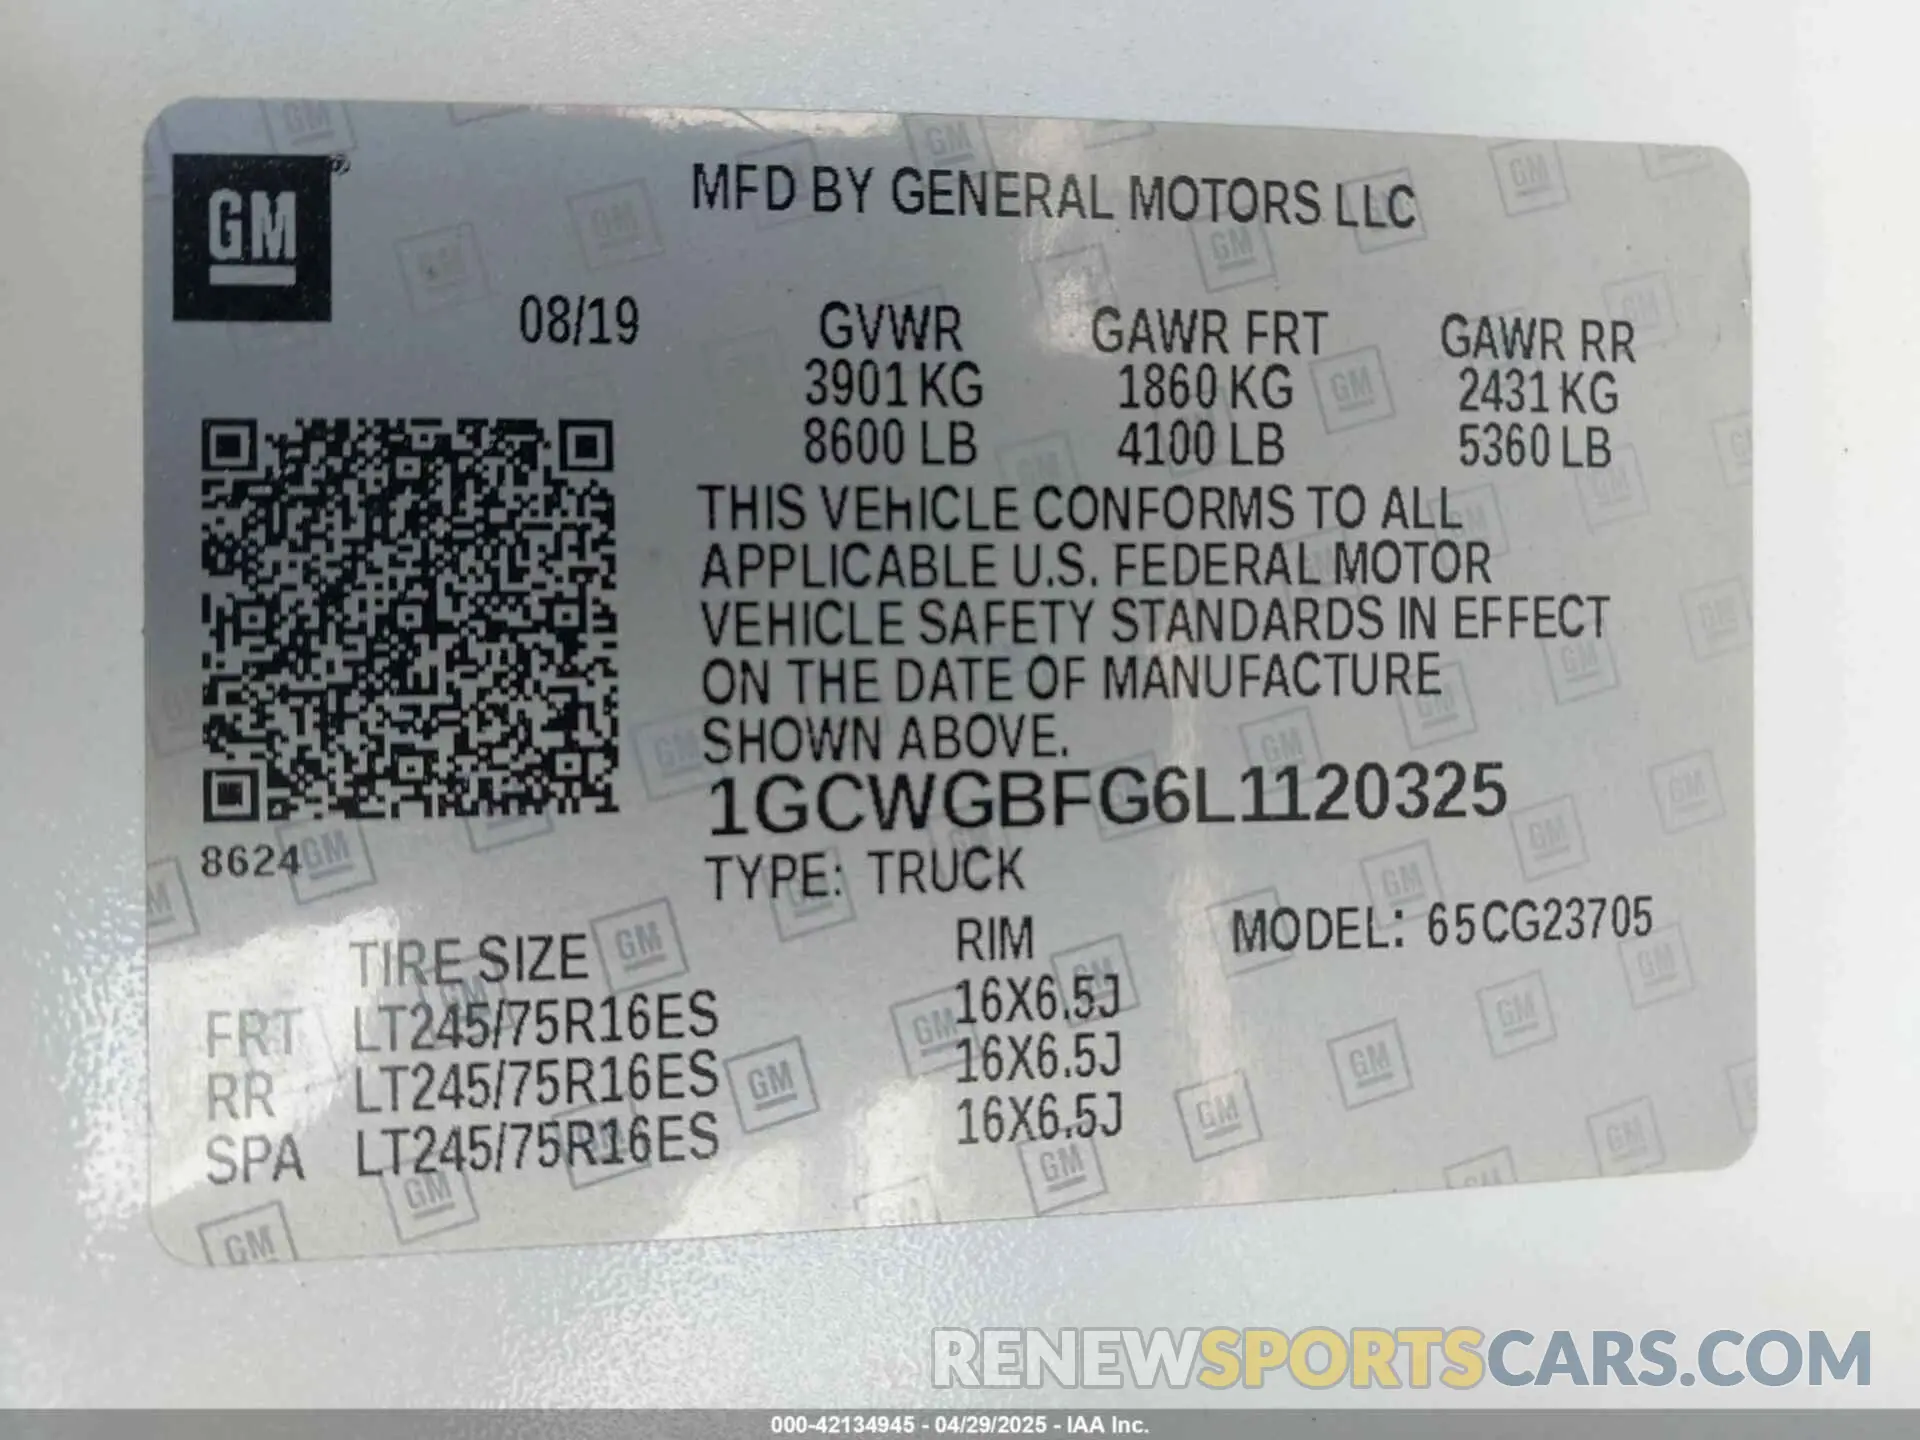 GM
MFD BY GENERAL MOTORS LLC
08/19 GVWR GAWR FRT GAWR RR
3901 KG 1860 KG 2431 KG
8600 LB 4100 LB 5360 LB
THIS VEHICLE CONFORMS TO ALL
APPLICABLE U.S. FEDERAL MOTOR
VEHICLE SAFETY STANDARDS IN EFFECT
ON THE DATE OF MANUFACTURE
SHOWN ABOVE.
1GCWGBFG6L1120325
8624
TYPE: TRUCK
MODEL: 65CG23705
TIRE SIZE RIM
FRT LT245/75R16ES 16X6.5J
RR LT245/75R16ES 16X6.5J
SPA LT245/75R16ES 16X6.5J
RENEWSPORTSCARS.COM
000-42134945 - 04/29/2025 - IAA Inc.